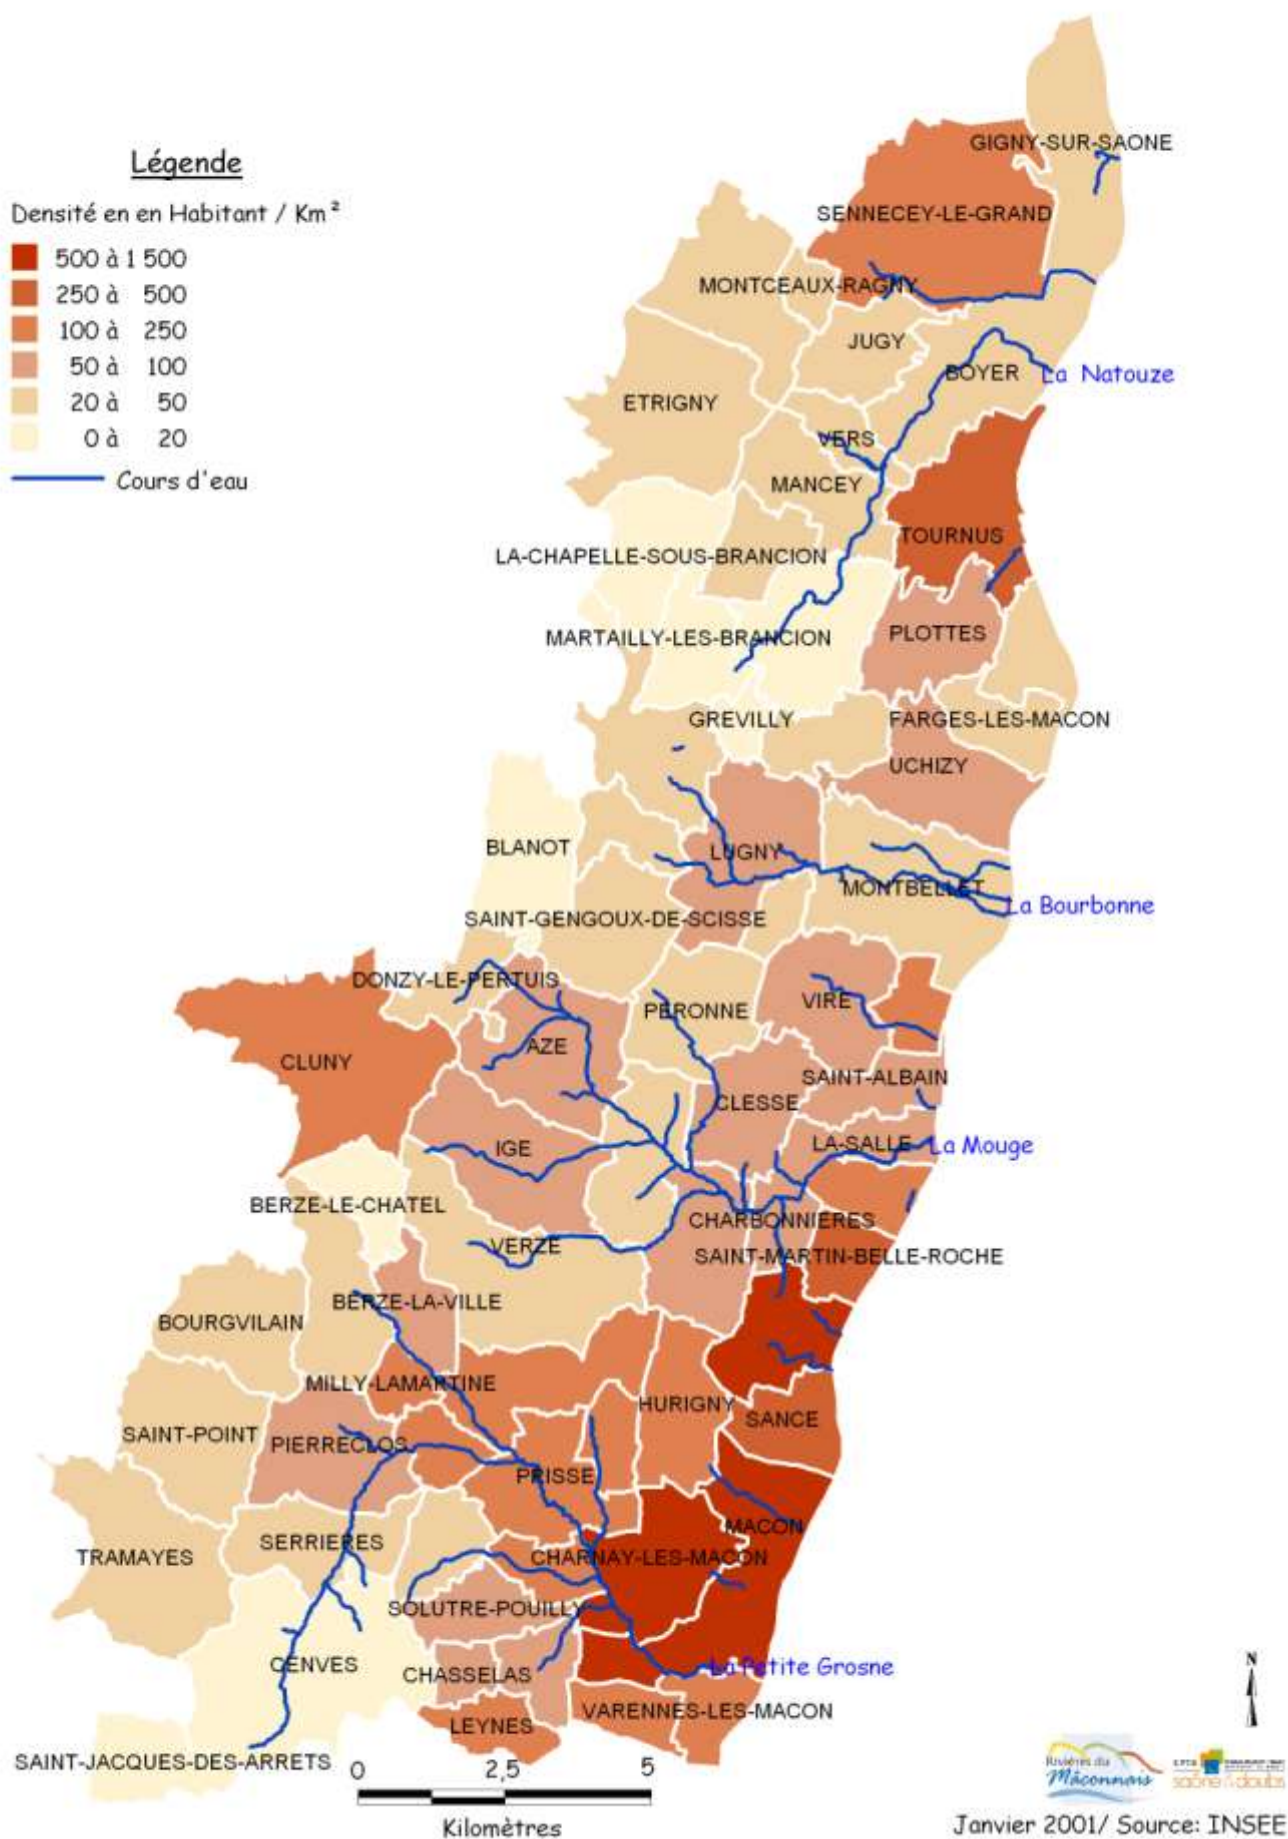 GIGNY-SUR-SAONE
Légende
Densité en en Habitant / Km²
SENNECEY-LE-GRAND
500 à 1 500
250 à 500
100 à 250
50 à 100
20 à 50
0 à 20
Cours d'eau
MONTCEAUX-RAGNY
JUGY
BOYER
La Natouze
ETRIGNY
VERS
MANCEY
TOURNUS
LA-CHAPELLE-SOUS-BRANCION
PLOTTES
MARTAILLY-LES-BRANCION
GREVILLY
FARGES-LES-MACON
UCHIZY
BLANOT
LUGNY
MONTBELLET
La Bourbonne
SAINT-GENGOUX-DE-SCISSE
DONZY-LE-PERTUIS
VIRE
PERONNE
AZE
CLUNY
SAINT-ALBAIN
CLESSE
IGE
LA-SALLE
La Mouge
BERZE-LE-CHATEL
CHARBONNIERES
VERZE
SAINT-MARTIN-BELLE-ROCHE
BERZE-LA-VILLE
BOURGVILAIN
MILLY-LAMARTINE
HURIGNY
SANCE
SAINT-POINT
PIERRECLOS
PRISSE
MACON
SERRIERES
TRAMAYES
CHARNAY-LES-MACON
SOLUTRE-POUILLY
CENVES
CHASSELAS
La Petite Grosne
VARENNES-LES-MACON
LEYNES
SAINT-JACQUES-DES-ARRETS
0 2,5 5
Kilomètres
N
Rivières du
Mâconnais
saône & doubs
Janvier 2001/ Source: INSEE